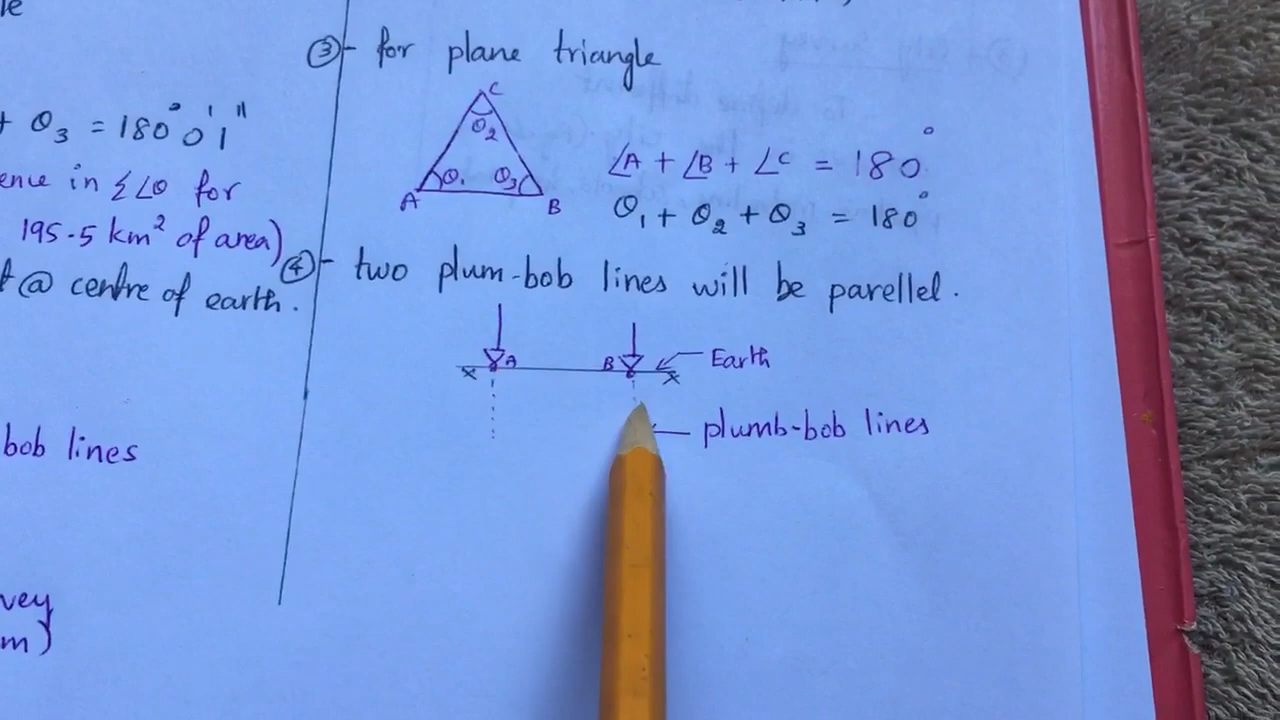 + θ3 = 180° 0' 1"
ence in ΣLθ for
195.5 km² of area)
t @ centre of earth.
bob lines
vey
m)
③- for plane triangle
C
θ2
θ1 θ3
A B
∠A + ∠B + ∠C = 180°
θ1 + θ2 + θ3 = 180°
④- two plum-bob lines will be parellel.
A B Earth
x x
plumb-bob lines